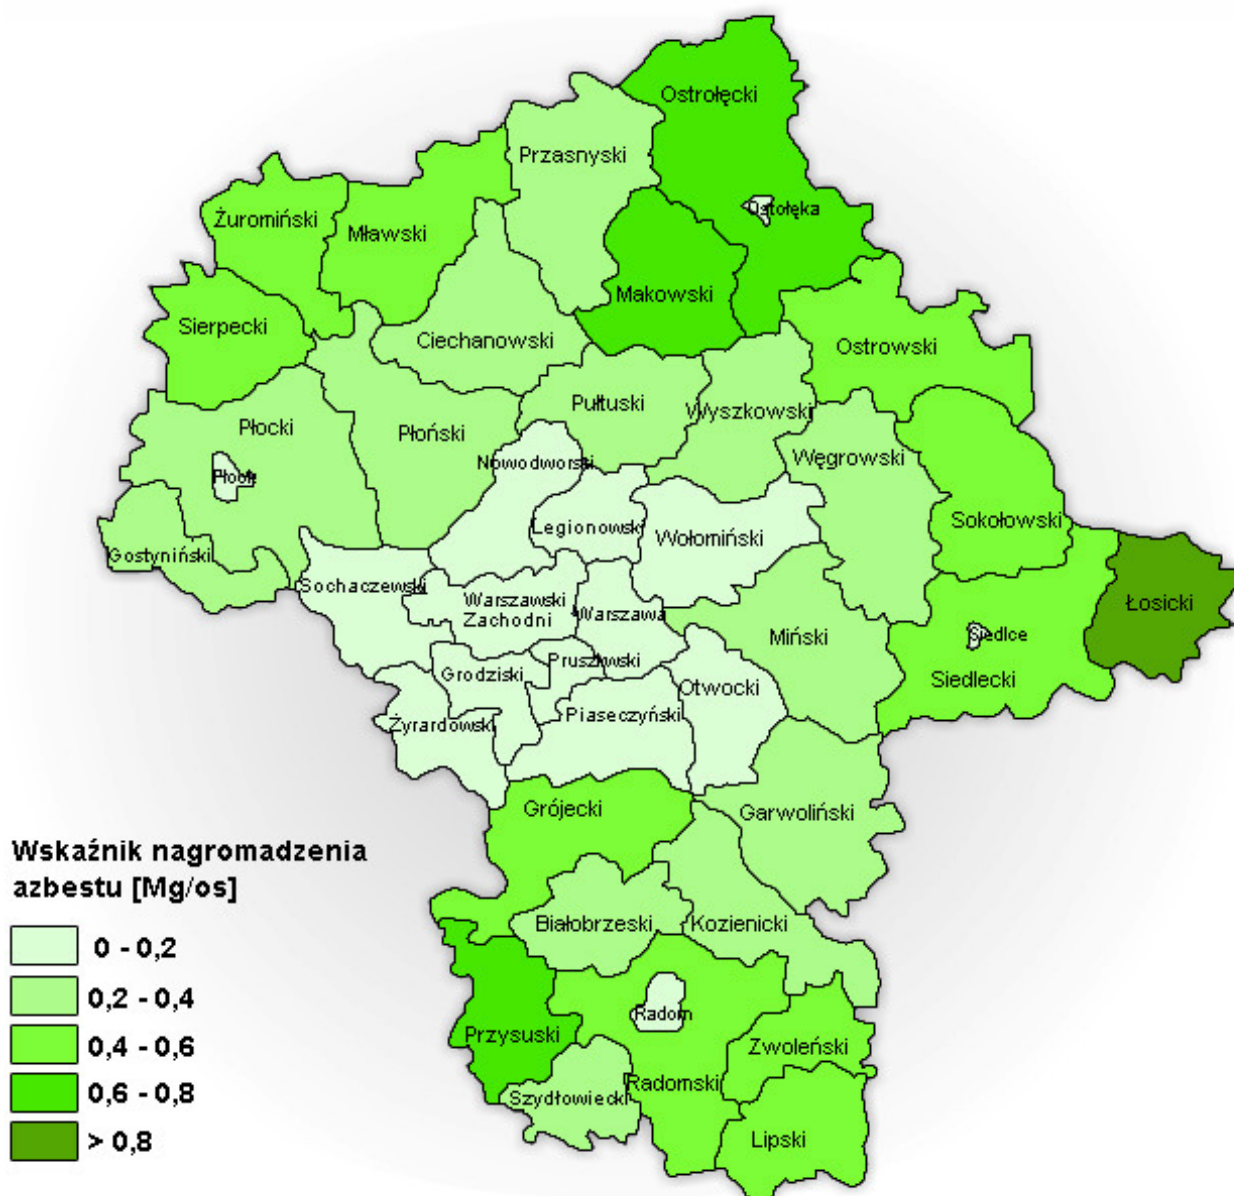 Ostrołęcki
Przasnyski
Ostołęka
Żuromiński
Mławski
Makowski
Sierpecki
Ciechanowski
Ostrowski
Pułtuski
Wyszkowski
Płocki
Płoński
Nowodworski
Węgrowski
Płock
Legionowski
Wołomiński
Sokołowski
Gostyniński
Sochaczewski
Warszawski
Zachodni
Warszawa
Łosicki
Miński
Siedlce
Siedlecki
Pruszkwski
Grodziski
Otwocki
Piaseczyński
Żyrardowski
Grójecki
Garwoliński
Białobrzeski
Kozienicki
Radom
Przysuski
Zwoleński
Radomski
Szydłowiecki
Lipski
Wskaźnik nagromadzenia
azbestu [Mg/os]
0 - 0,2
0,2 - 0,4
0,4 - 0,6
0,6 - 0,8
> 0,8